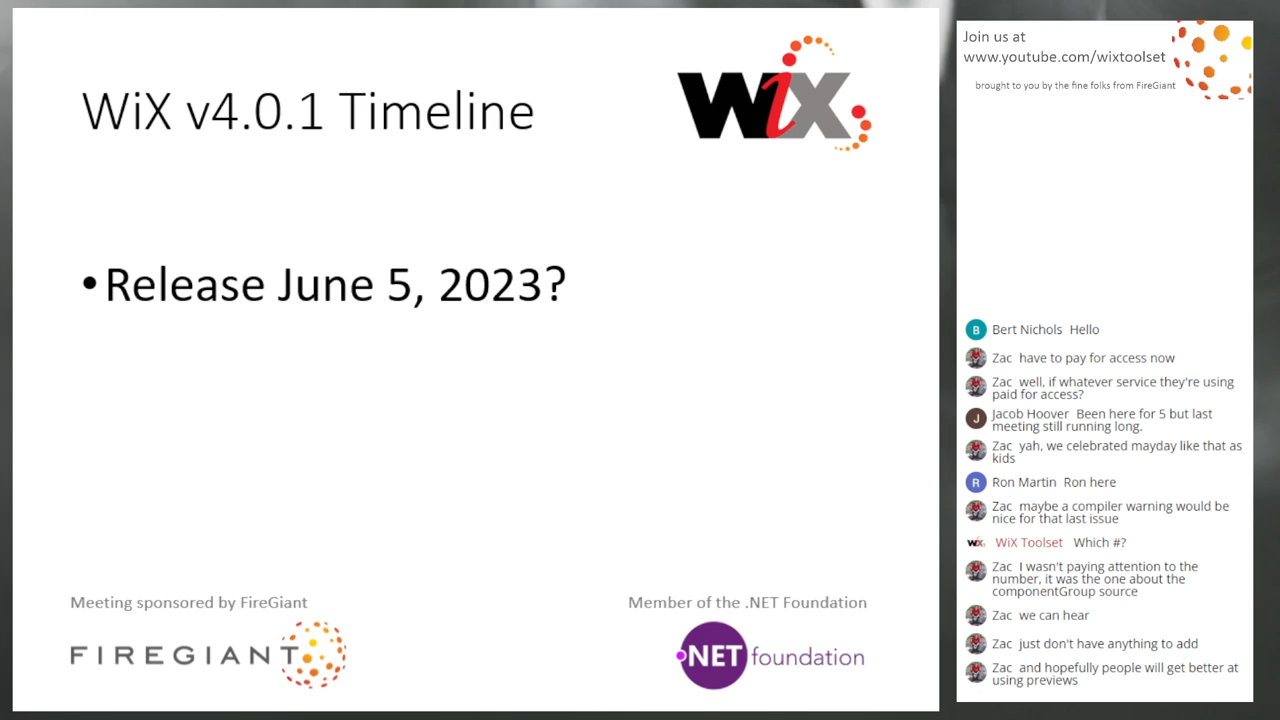 WiX v4.0.1 Timeline
WiX
• Release June 5, 2023?
Meeting sponsored by FireGiant
FIREGIANT
Member of the .NET Foundation
.NET foundation
Join us at
www.youtube.com/wixtoolset
brought to you by the fine folks from FireGiant
B Bert Nichols Hello
Zac have to pay for access now
Zac well, if whatever service they're using
paid for access?
J Jacob Hoover Been here for 5 but last
meeting still running long.
Zac yah, we celebrated mayday like that as
kids
R Ron Martin Ron here
Zac maybe a compiler warning would be
nice for that last issue
WiX WiX Toolset Which #?
Zac I wasn't paying attention to the
number, it was the one about the
componentGroup source
Zac we can hear
Zac just don't have anything to add
Zac and hopefully people will get better at
using previews